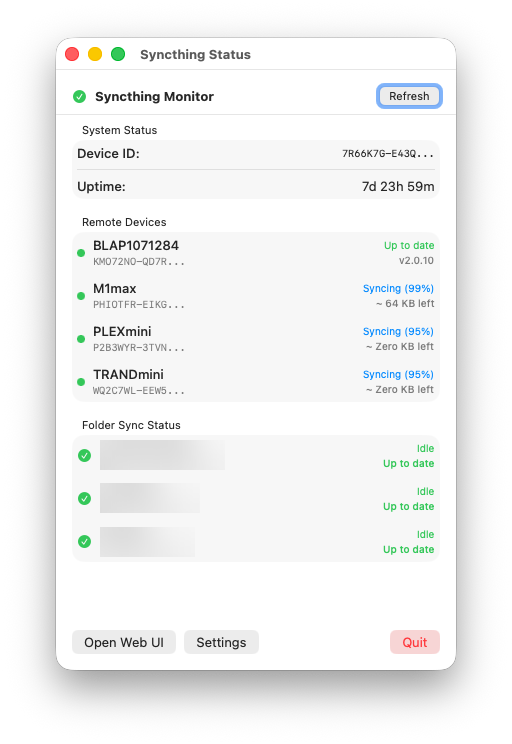 Syncthing Status
Syncthing Monitor
Refresh
System Status
Device ID: 7R66K7G-E43Q...
Uptime: 7d 23h 59m
Remote Devices
BLAP1071284 Up to date
KMO72NO-QD7R... v2.0.10
M1max Syncing (99%)
PHIOTFR-EIKG... ~ 64 KB left
PLEXmini Syncing (95%)
P2B3WYR-3TVN... ~ Zero KB left
TRANDmini Syncing (95%)
WQ2C7WL-EEW5... ~ Zero KB left
Folder Sync Status
Idle
Up to date
Idle
Up to date
Idle
Up to date
Open Web UI Settings Quit